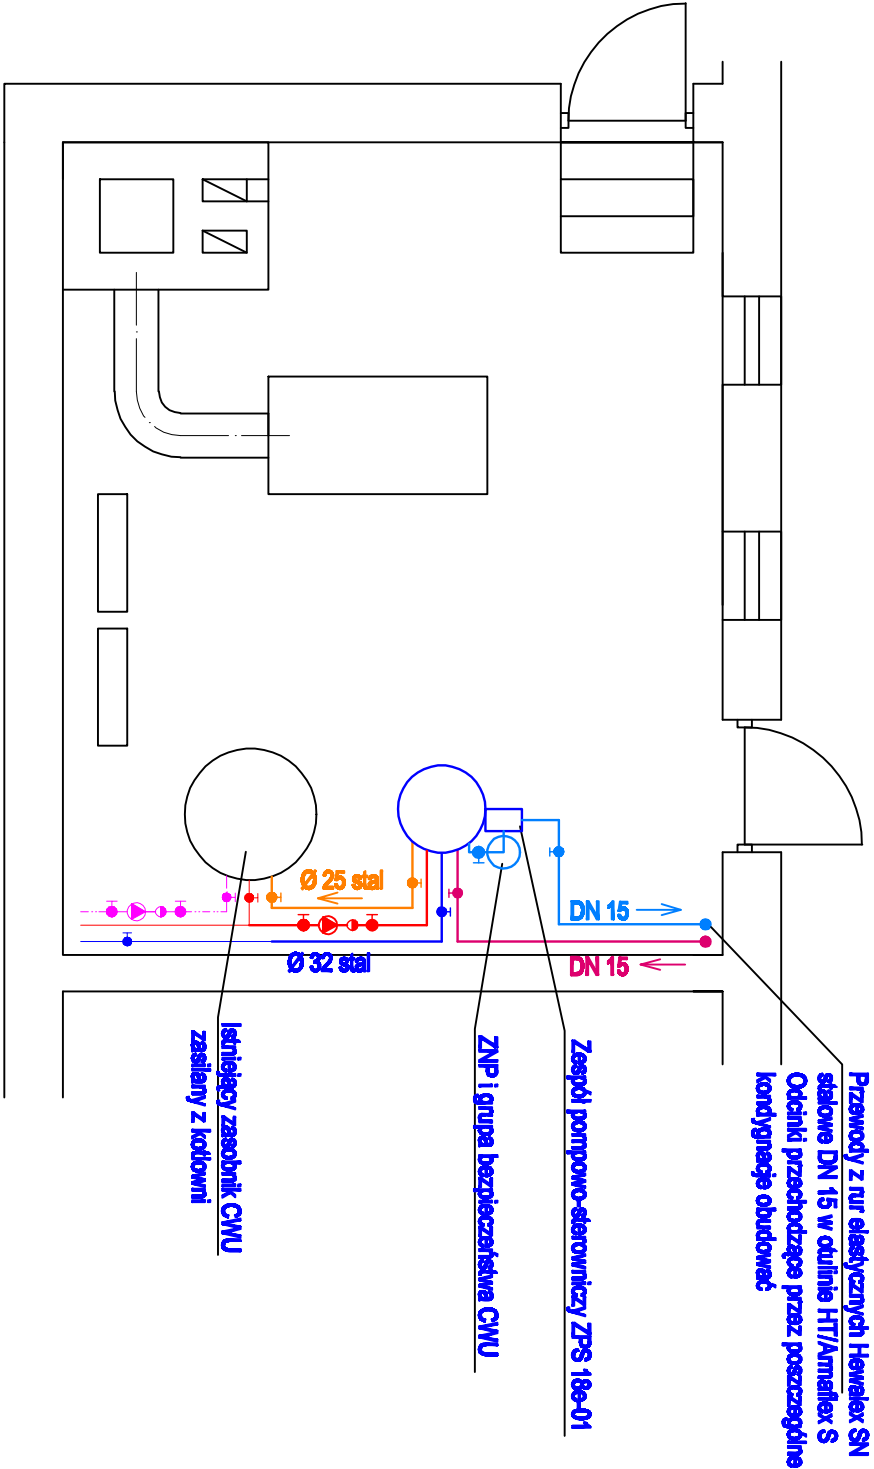 Ø 25 stal
DN 15
Ø 32 stal
DN 15
Przewody z rur elastycznych Hewalex SN
stalowe DN 15 w otulinie HT/Armaflex S
Odcinki przechodzące przez poszczególne
kondygnacje obudować
Zespół pompowo-sterowniczy ZPS 18e-01
ZNP i grupa bezpieczeństwa CWU
Istniejący zasobnik CWU
zasilany z kotłowni